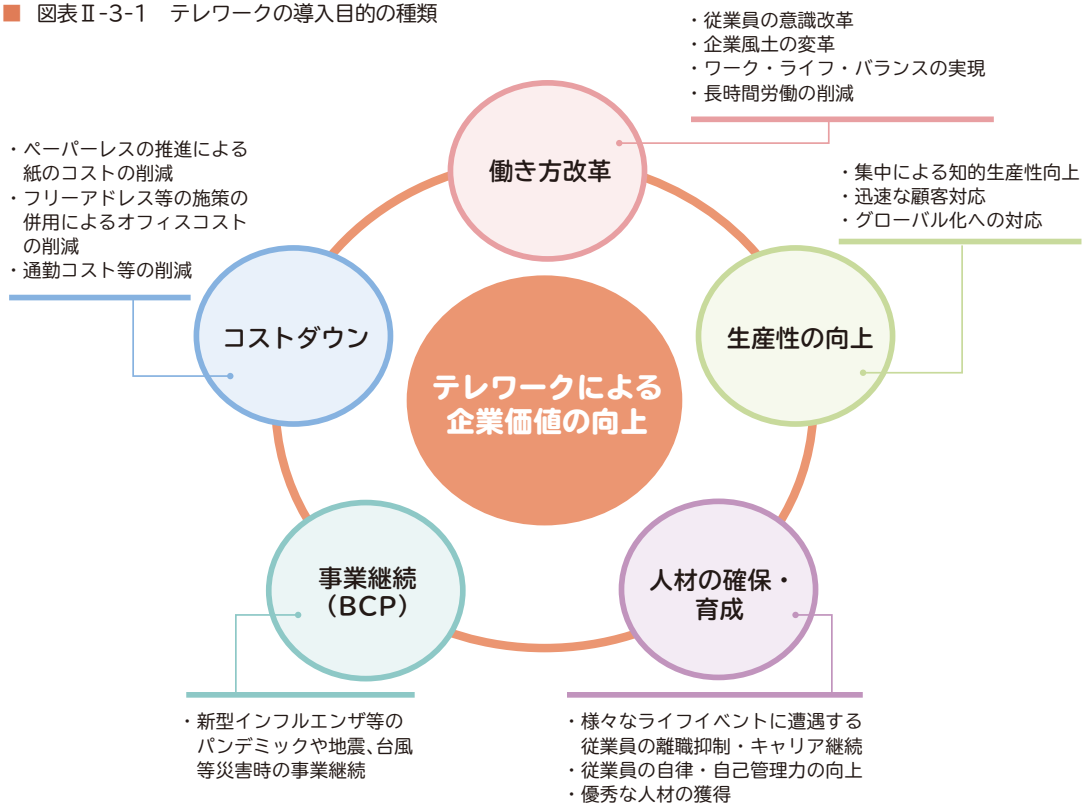 ■ 図表Ⅱ-3-1 テレワークの導入目的の種類
・従業員の意識改革
・企業風土の変革
・ワーク・ライフ・バランスの実現
・長時間労働の削減
働き方改革
・集中による知的生産性向上
・迅速な顧客対応
・グローバル化への対応
生産性の向上
・様々なライフイベントに遭遇する
従業員の離職抑制・キャリア継続
・従業員の自律・自己管理力の向上
・優秀な人材の獲得
人材の確保・
育成
・新型インフルエンザ等の
パンデミックや地震、台風
等災害時の事業継続
事業継続
(BCP)
・ペーパーレスの推進による
紙のコストの削減
・フリーアドレス等の施策の
併用によるオフィスコスト
の削減
・通勤コスト等の削減
コストダウン
テレワークによる
企業価値の向上